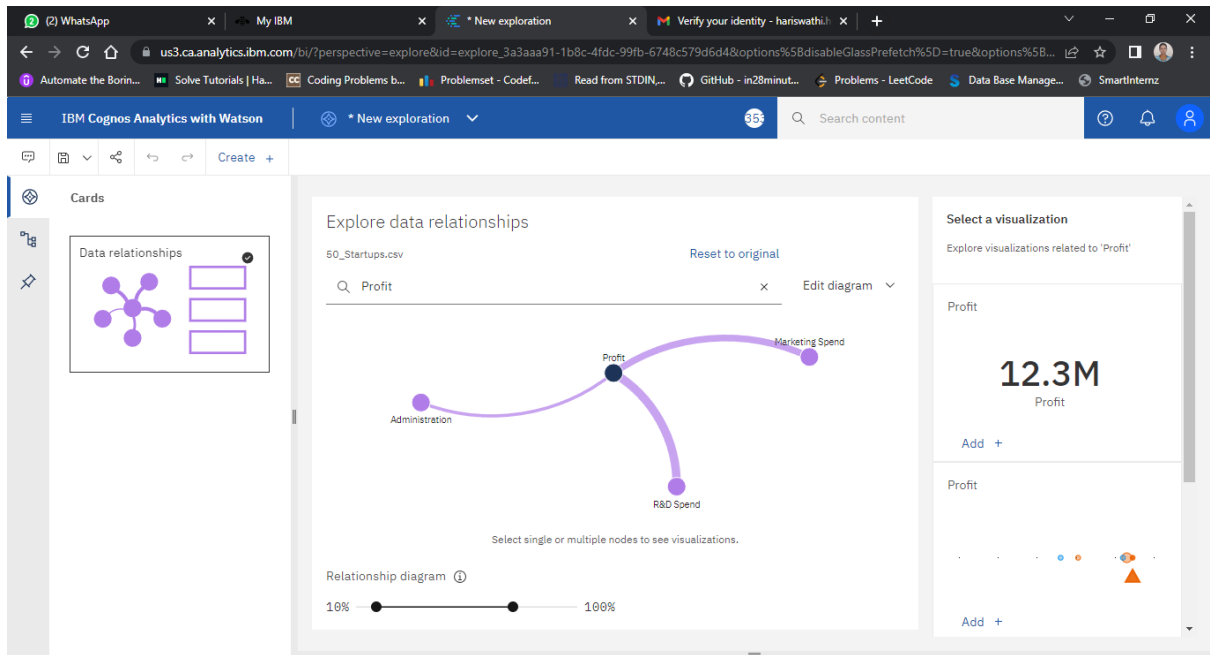 (2) WhatsApp
My IBM
* New exploration
Verify your identity - hariswathi.h
us3.ca.analytics.ibm.com/bi/?perspective=explore&id=explore_3a3aaa91-1b8c-4fdc-99fb-6748c579d6d4&options%5BdisableGlassPrefetch%5D=true&options%5B...
Automate the Borin...
Solve Tutorials | Ha...
Coding Problems b...
Problemset - Codef...
Read from STDIN,...
GitHub - in28minut...
Problems - LeetCode
Data Base Manage...
SmartInternz
IBM Cognos Analytics with Watson
* New exploration
353
Search content
Create +
Cards
Data relationships
Explore data relationships
50_Startups.csv
Reset to original
Profit
Edit diagram
Marketing Spend
Profit
Administration
R&D Spend
Select single or multiple nodes to see visualizations.
Relationship diagram
10%
100%
Select a visualization
Explore visualizations related to 'Profit'
Profit
12.3M
Profit
Add +
Profit
Add +